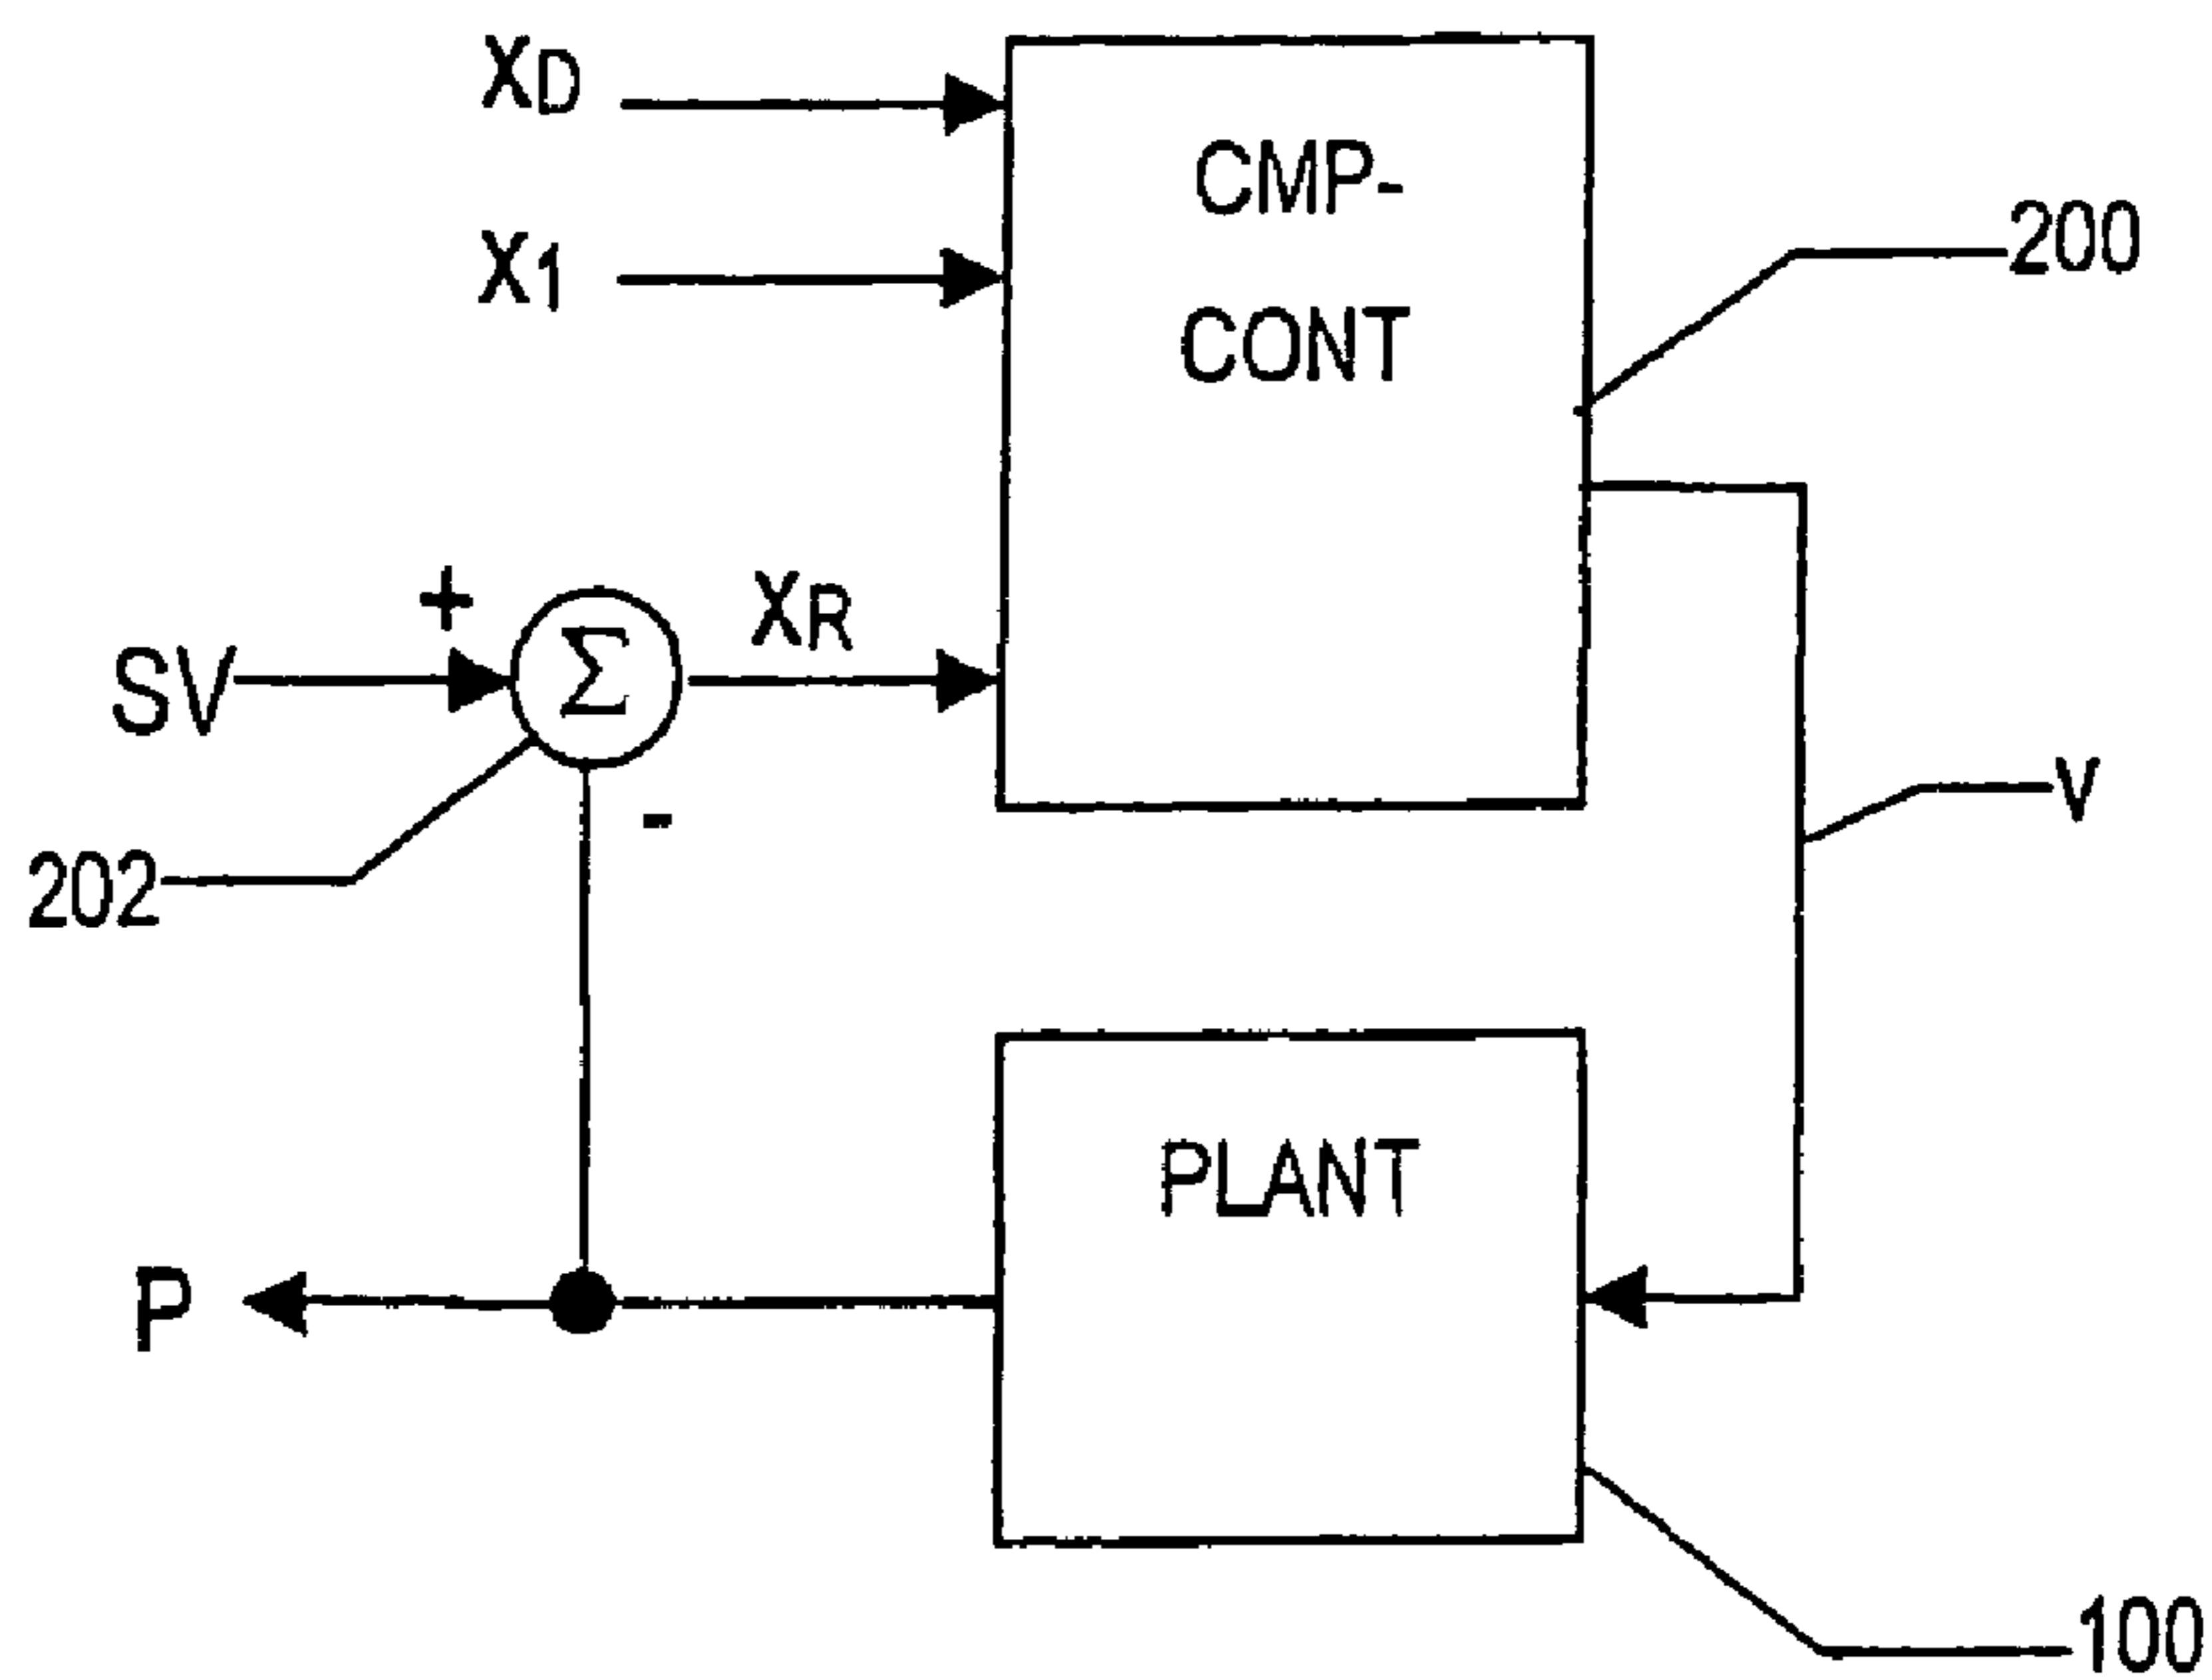 XD
CMP-
X1
CONT
200
+
XR
SV
Σ
-
V
202
PLANT
P
100